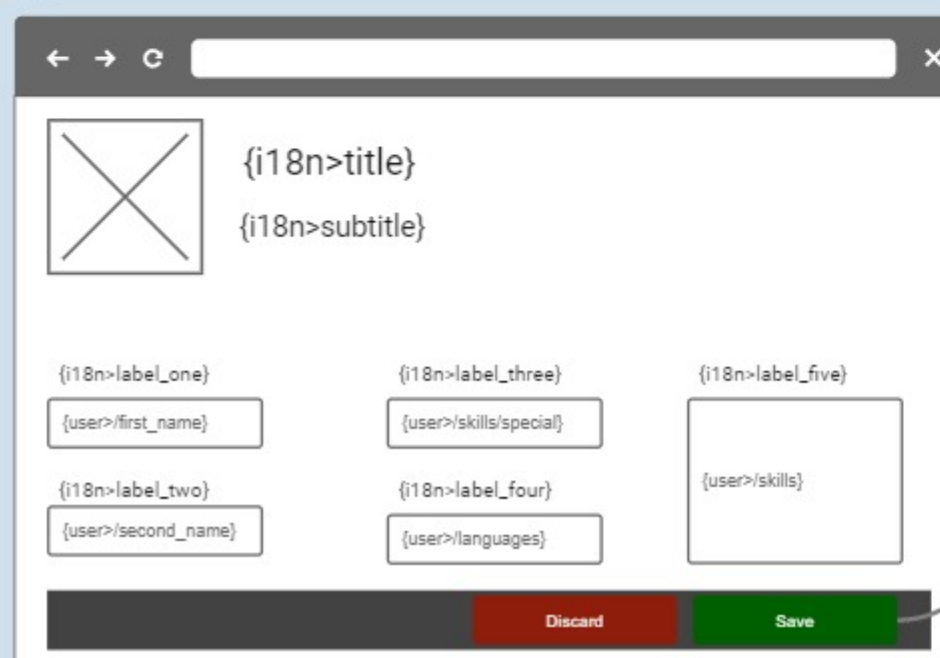 {i18n>title}
{i18n>subtitle}
{i18n>label_one}
{user>/first_name}
{i18n>label_two}
{user>/second_name}
{i18n>label_three}
{user>/skills/special}
{i18n>label_four}
{user>/languages}
{i18n>label_five}
{user>/skills}
Discard
Save